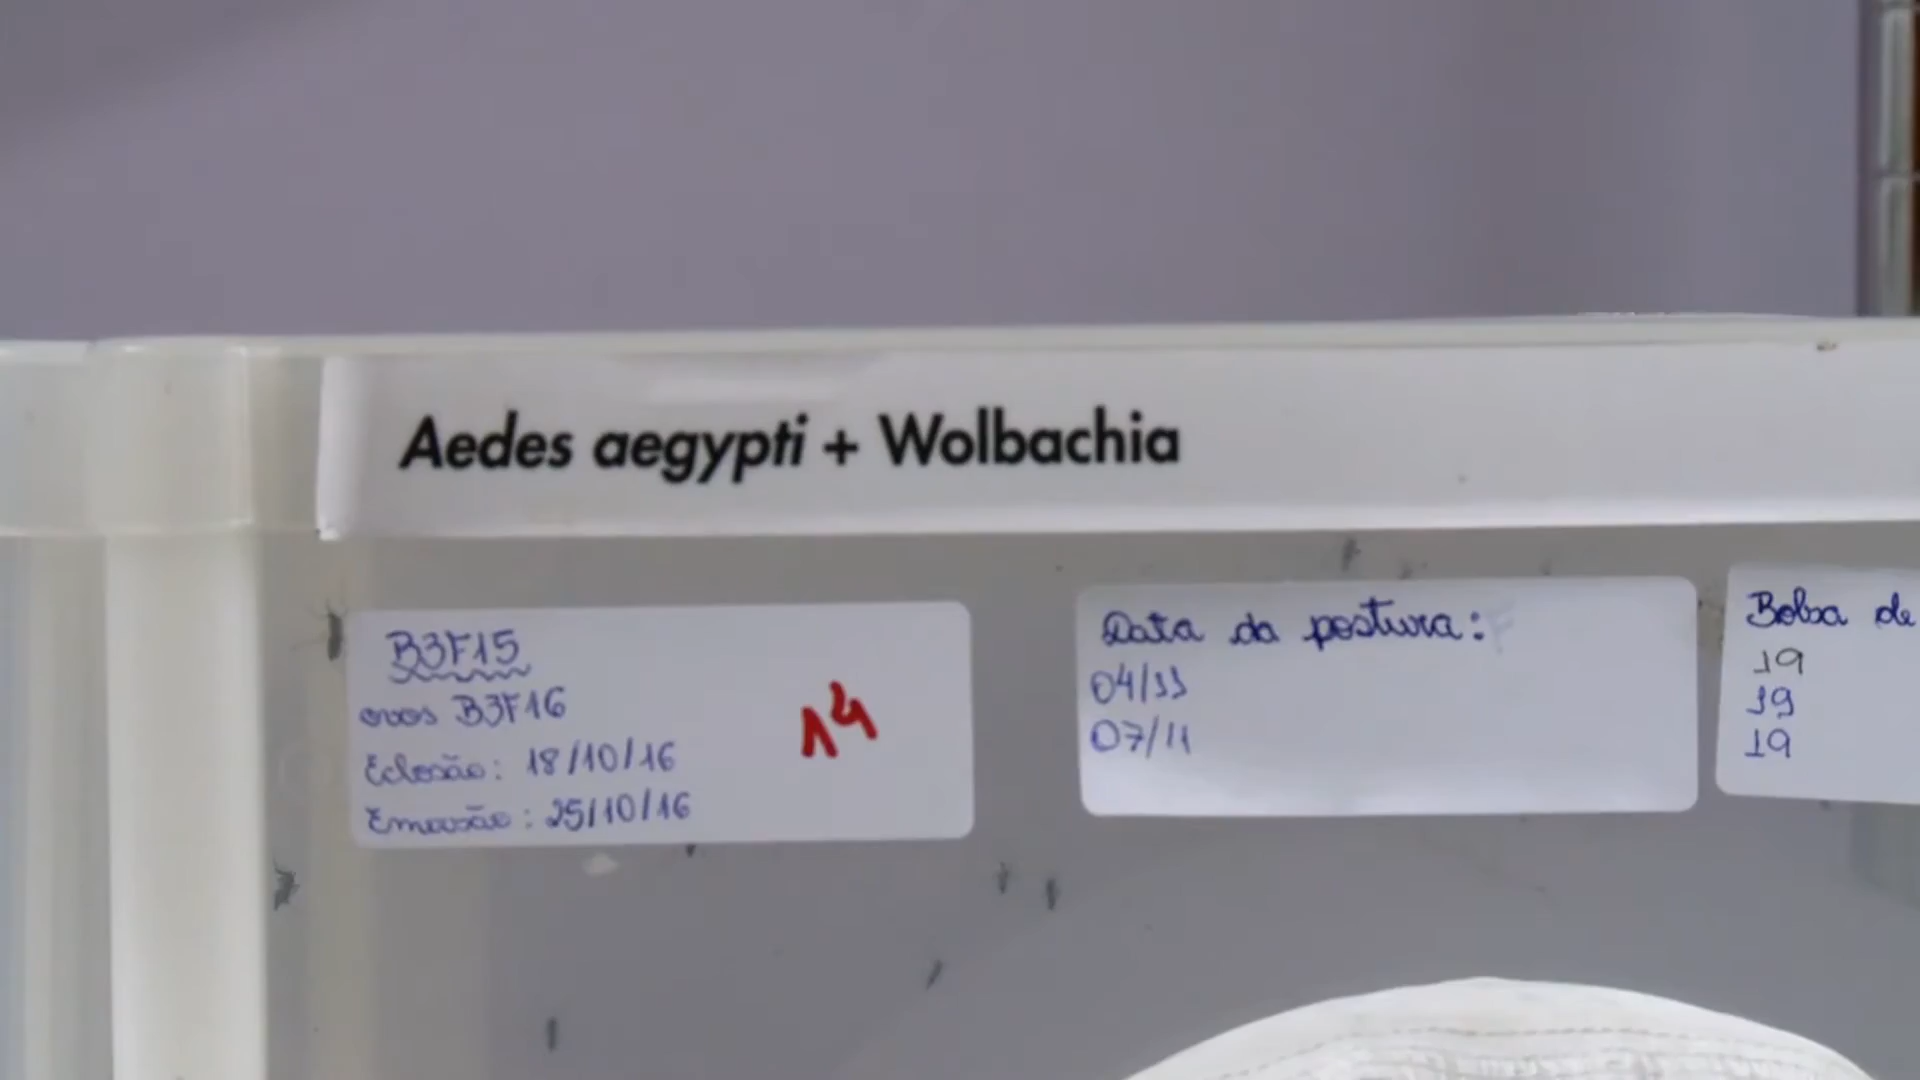 Aedes aegypti + Wolbachia
B3F15
ovos B3F16
Eclosão: 18/10/16
Emersão: 25/10/16
14
Data da postura:
04/11
07/11
Bolsa de
19
19
19